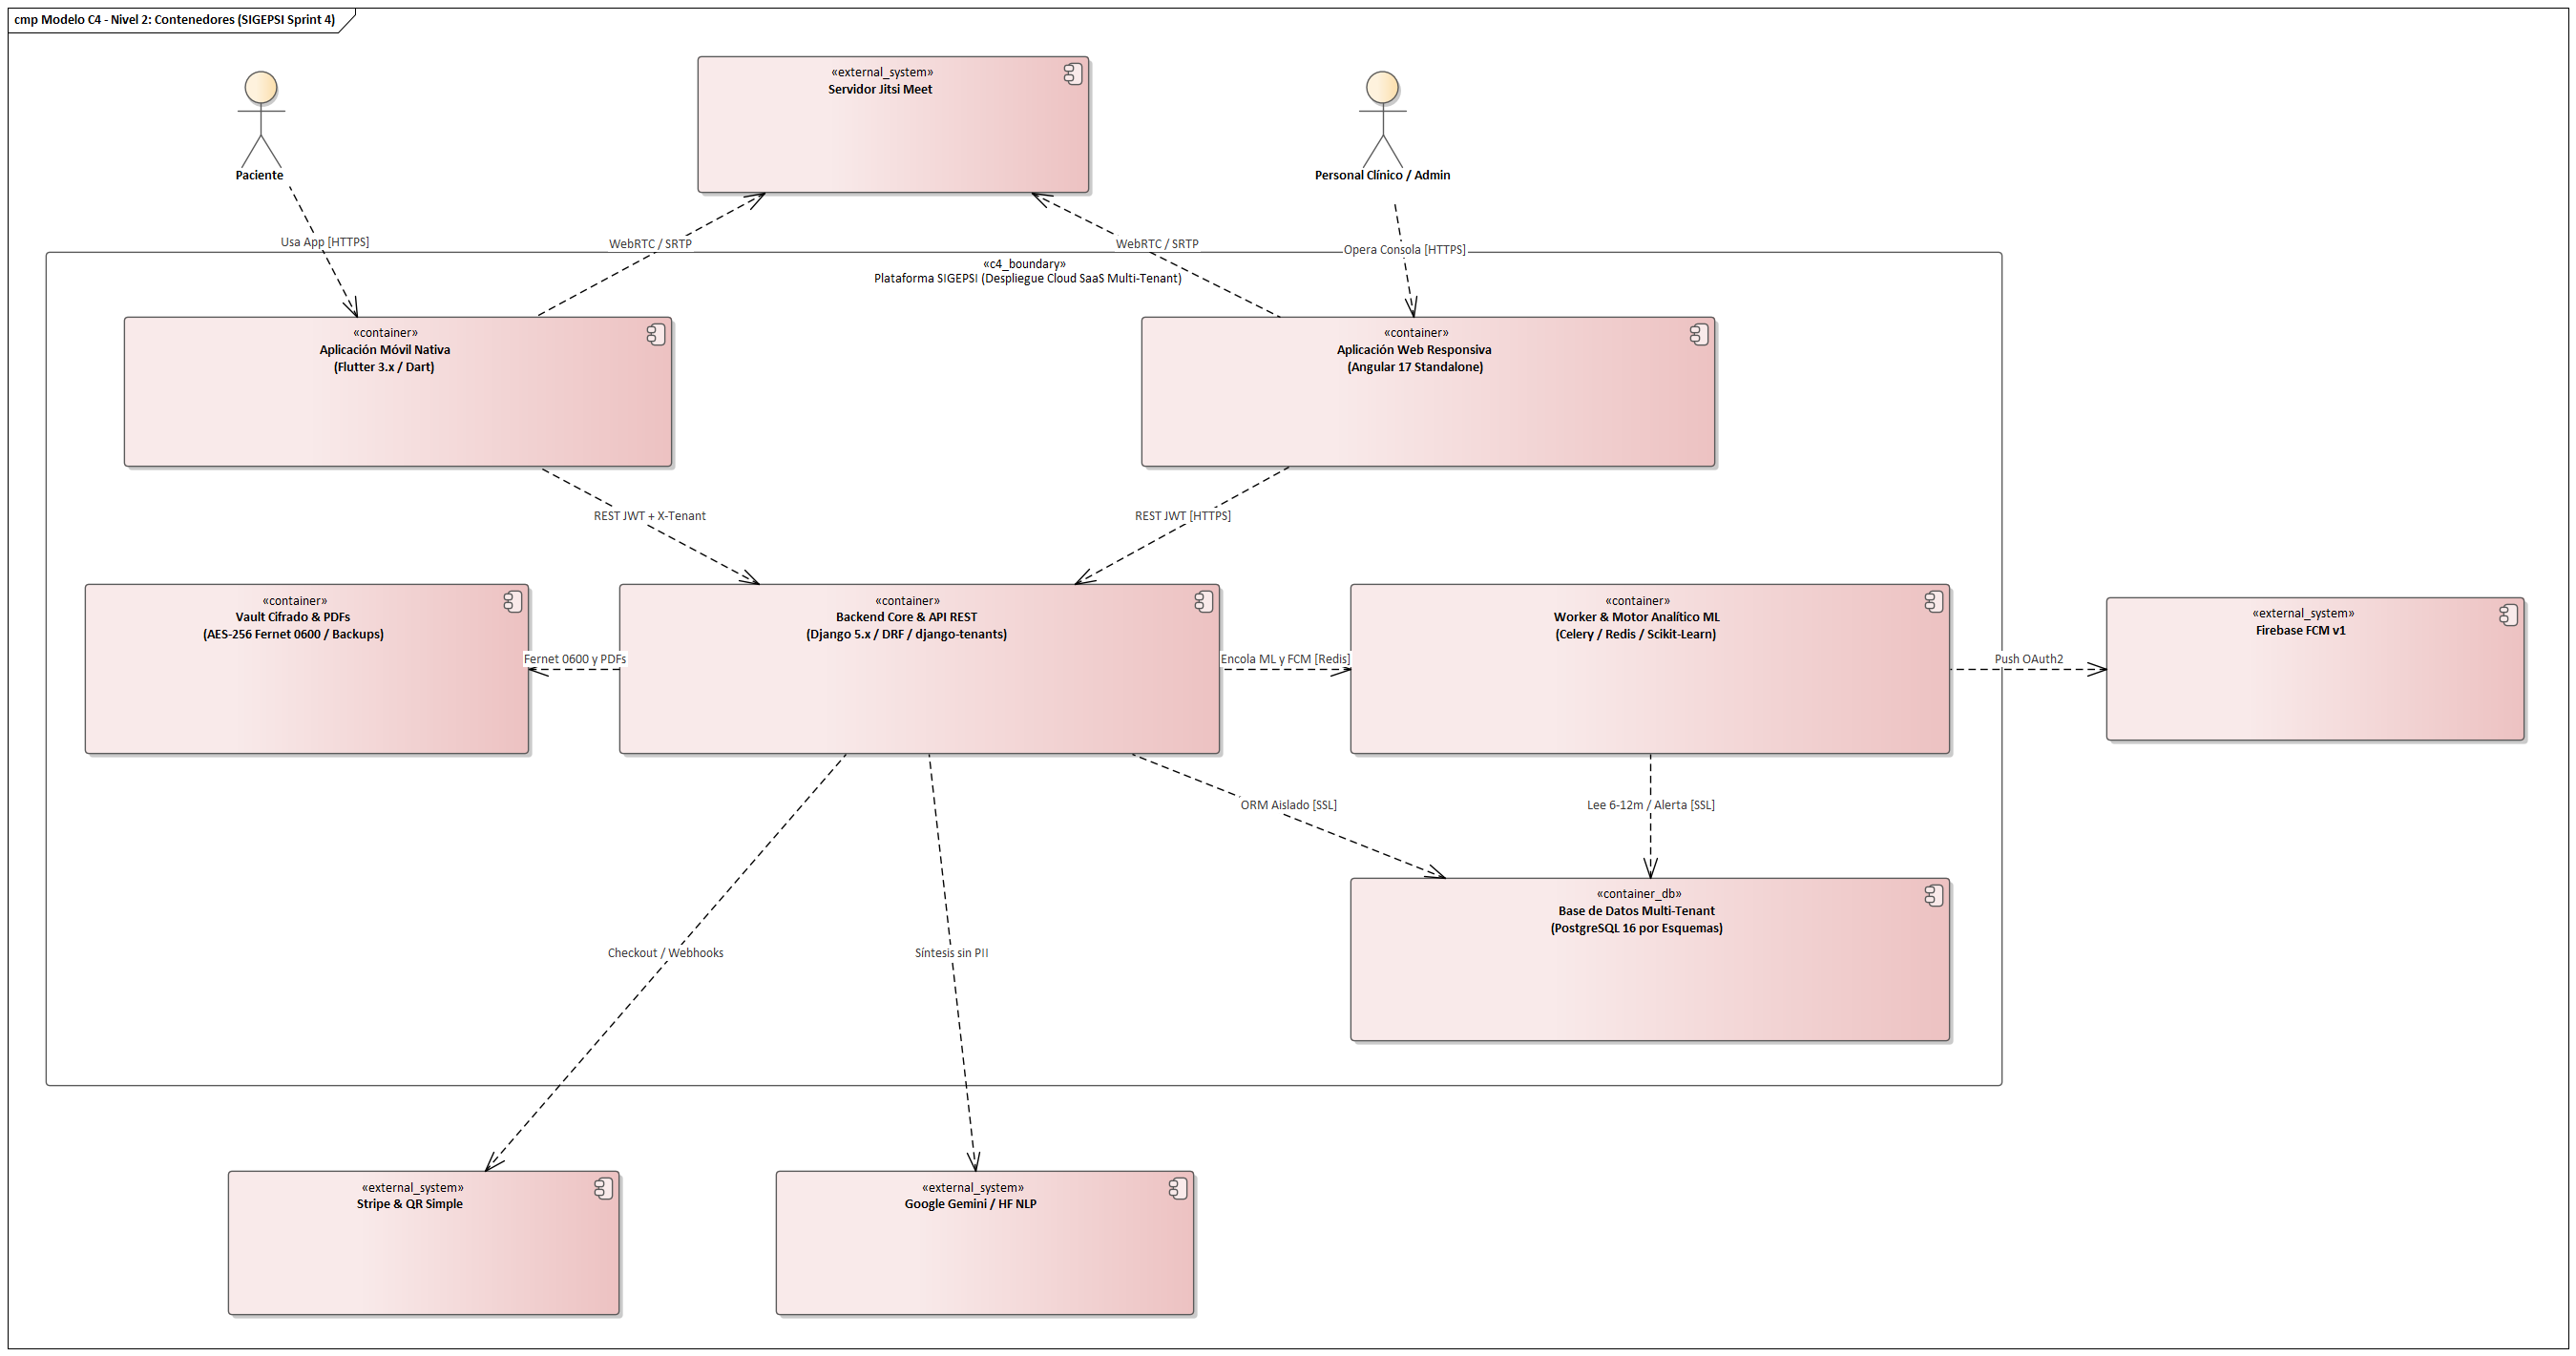 cmp Modelo C4 - Nivel 2: Contenedores (SIGEPSI Sprint 4)
«external_system»
Servidor Jitsi Meet
Paciente
Personal Clínico / Admin
Usa App [HTTPS]
WebRTC / SRTP
WebRTC / SRTP
Opera Consola [HTTPS]
«c4_boundary»
Plataforma SIGEPSI (Despliegue Cloud SaaS Multi-Tenant)
«container»
Aplicación Móvil Nativa
(Flutter 3.x / Dart)
«container»
Aplicación Web Responsiva
(Angular 17 Standalone)
REST JWT + X-Tenant
REST JWT [HTTPS]
«container»
Vault Cifrado & PDFs
(AES-256 Fernet 0600 / Backups)
Fernet 0600 y PDFs
«container»
Backend Core & API REST
(Django 5.x / DRF / django-tenants)
Encola ML y FCM [Redis]
«container»
Worker & Motor Analítico ML
(Celery / Redis / Scikit-Learn)
Push OAuth2
«external_system»
Firebase FCM v1
ORM Aislado [SSL]
Lee 6-12m / Alerta [SSL]
«container_db»
Base de Datos Multi-Tenant
(PostgreSQL 16 por Esquemas)
Checkout / Webhooks
Síntesis sin PII
«external_system»
Stripe & QR Simple
«external_system»
Google Gemini / HF NLP